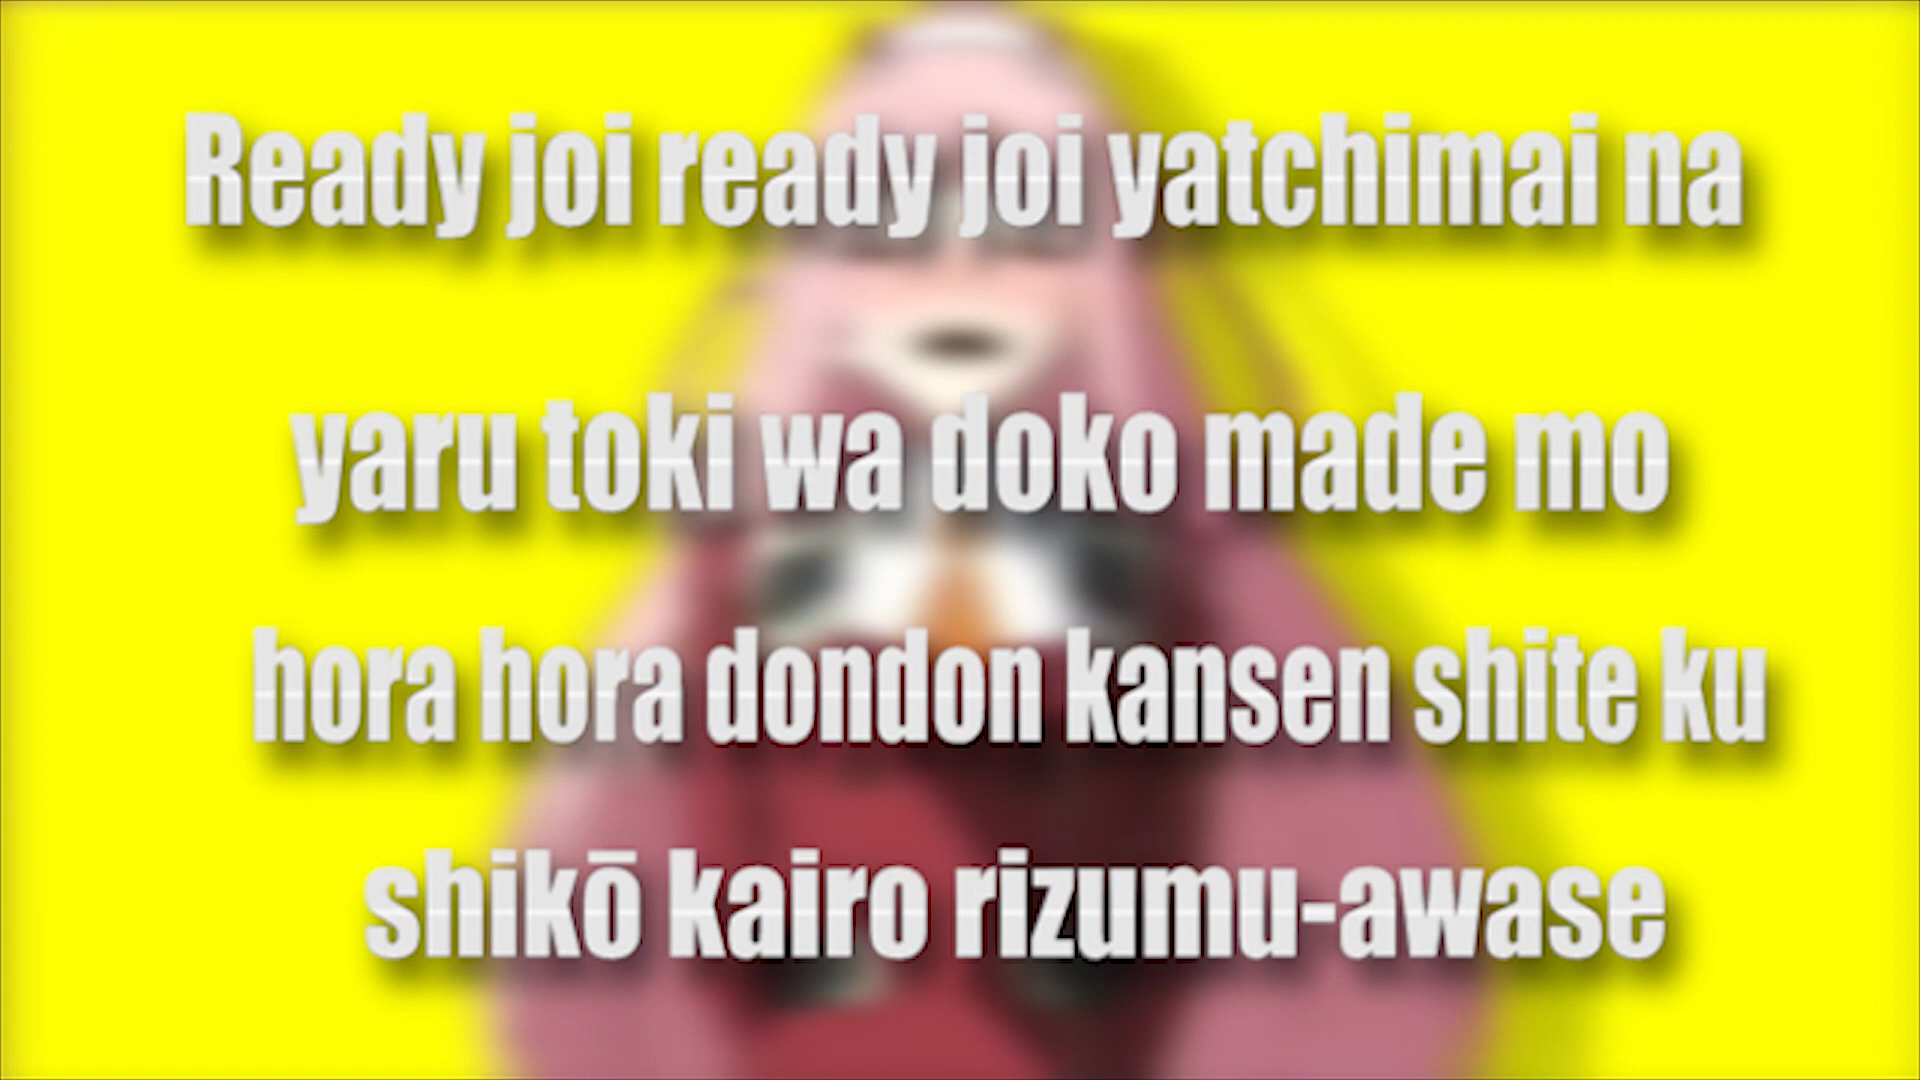 Ready joi ready joi yatchimai na
yaru toki wa doko made mo
hora hora dondon kansen shite ku
shikō kairo rizumu-awase